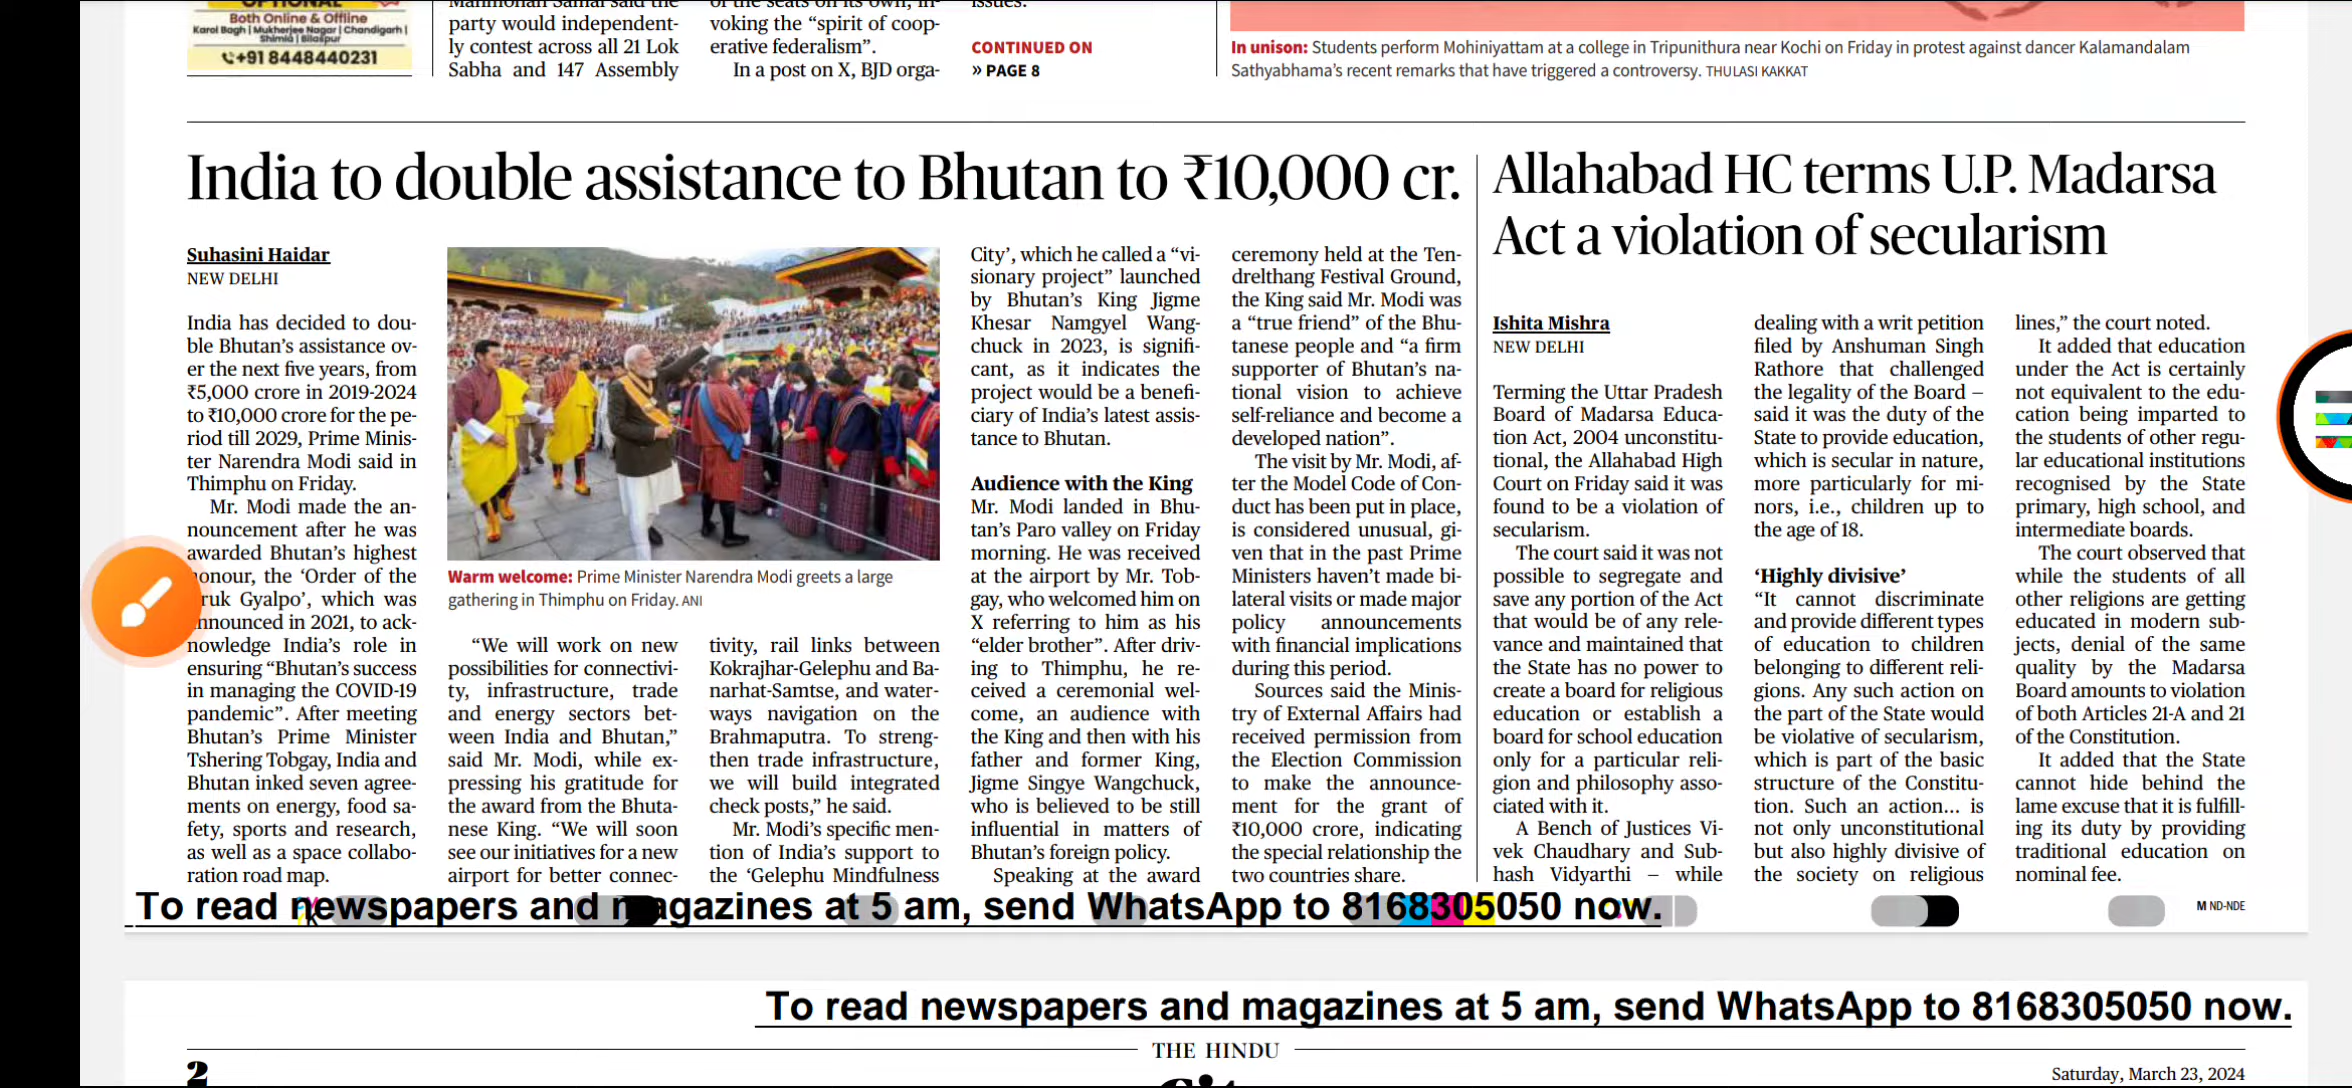 OPTIONAL
Both Online & Offline
Karol Bagh | Mukherjee Nagar | Chandigarh |
Shimla | Bilaspur
+91 8448440231
party would independent-
ly contest across all 21 Lok
Sabha and 147 Assembly
voking the “spirit of coop-
erative federalism”.
In a post on X, BJD orga-
issues.
CONTINUED ON
» PAGE 8
In unison: Students perform Mohiniyattam at a college in Tripunithura near Kochi on Friday in protest against dancer Kalamandalam
Sathyabhama’s recent remarks that have triggered a controversy. THULASI KAKKAT
India to double assistance to Bhutan to ₹10,000 cr.
Suhasini Haidar
NEW DELHI
India has decided to dou-
ble Bhutan’s assistance ov-
er the next five years, from
₹5,000 crore in 2019-2024
to ₹10,000 crore for the pe-
riod till 2029, Prime Minis-
ter Narendra Modi said in
Thimphu on Friday.
Mr. Modi made the an-
nouncement after he was
awarded Bhutan’s highest
honour, the ‘Order of the
ruk Gyalpo’, which was
nnounced in 2021, to ack-
nowledge India’s role in
ensuring “Bhutan’s success
in managing the COVID-19
pandemic”. After meeting
Bhutan’s Prime Minister
Tshering Tobgay, India and
Bhutan inked seven agree-
ments on energy, food sa-
fety, sports and research,
as well as a space collabo-
ration road map.
Warm welcome: Prime Minister Narendra Modi greets a large
gathering in Thimphu on Friday. ANI
“We will work on new
possibilities for connectivi-
ty, infrastructure, trade
and energy sectors bet-
ween India and Bhutan,”
said Mr. Modi, while ex-
pressing his gratitude for
the award from the Bhuta-
nese King. “We will soon
see our initiatives for a new
airport for better connec-
tivity, rail links between
Kokrajhar-Gelephu and Ba-
narhat-Samtse, and water-
ways navigation on the
Brahmaputra. To streng-
then trade infrastructure,
we will build integrated
check posts,” he said.
Mr. Modi’s specific men-
tion of India’s support to
the ‘Gelephu Mindfulness
City’, which he called a “vi-
sionary project” launched
by Bhutan’s King Jigme
Khesar Namgyel Wang-
chuck in 2023, is signifi-
cant, as it indicates the
project would be a benefi-
ciary of India’s latest assis-
tance to Bhutan.
Audience with the King
Mr. Modi landed in Bhu-
tan’s Paro valley on Friday
morning. He was received
at the airport by Mr. Tob-
gay, who welcomed him on
X referring to him as his
“elder brother”. After driv-
ing to Thimphu, he re-
ceived a ceremonial wel-
come, an audience with
the King and then with his
father and former King,
Jigme Singye Wangchuck,
who is believed to be still
influential in matters of
Bhutan’s foreign policy.
Speaking at the award
ceremony held at the Ten-
drelthang Festival Ground,
the King said Mr. Modi was
a “true friend” of the Bhu-
tanese people and “a firm
supporter of Bhutan’s na-
tional vision to achieve
self-reliance and become a
developed nation”.
The visit by Mr. Modi, af-
ter the Model Code of Con-
duct has been put in place,
is considered unusual, gi-
ven that in the past Prime
Ministers haven’t made bi-
lateral visits or made major
policy announcements
with financial implications
during this period.
Sources said the Minis-
try of External Affairs had
received permission from
the Election Commission
to make the announce-
ment for the grant of
₹10,000 crore, indicating
the special relationship the
two countries share.
Allahabad HC terms U.P. Madarsa
Act a violation of secularism
Ishita Mishra
NEW DELHI
Terming the Uttar Pradesh
Board of Madarsa Educa-
tion Act, 2004 unconstitu-
tional, the Allahabad High
Court on Friday said it was
found to be a violation of
secularism.
The court said it was not
possible to segregate and
save any portion of the Act
that would be of any rele-
vance and maintained that
the State has no power to
create a board for religious
education or establish a
board for school education
only for a particular reli-
gion and philosophy asso-
ciated with it.
A Bench of Justices Vi-
vek Chaudhary and Sub-
hash Vidyarthi – while
dealing with a writ petition
filed by Anshuman Singh
Rathore that challenged
the legality of the Board –
said it was the duty of the
State to provide education,
which is secular in nature,
more particularly for mi-
nors, i.e., children up to
the age of 18.
‘Highly divisive’
“It cannot discriminate
and provide different types
of education to children
belonging to different reli-
gions. Any such action on
the part of the State would
be violative of secularism,
which is part of the basic
structure of the Constitu-
tion. Such an action... is
not only unconstitutional
but also highly divisive of
the society on religious
lines,” the court noted.
It added that education
under the Act is certainly
not equivalent to the edu-
cation being imparted to
the students of other regu-
lar educational institutions
recognised by the State
primary, high school, and
intermediate boards.
The court observed that
while the students of all
other religions are getting
educated in modern sub-
jects, denial of the same
quality by the Madarsa
Board amounts to violation
of both Articles 21-A and 21
of the Constitution.
It added that the State
cannot hide behind the
lame excuse that it is fulfill-
ing its duty by providing
traditional education on
nominal fee.
To read newspapers and magazines at 5 am, send WhatsApp to 8168305050 now.
M ND-NDE
To read newspapers and magazines at 5 am, send WhatsApp to 8168305050 now.
THE HINDU
2
Saturday, March 23, 2024